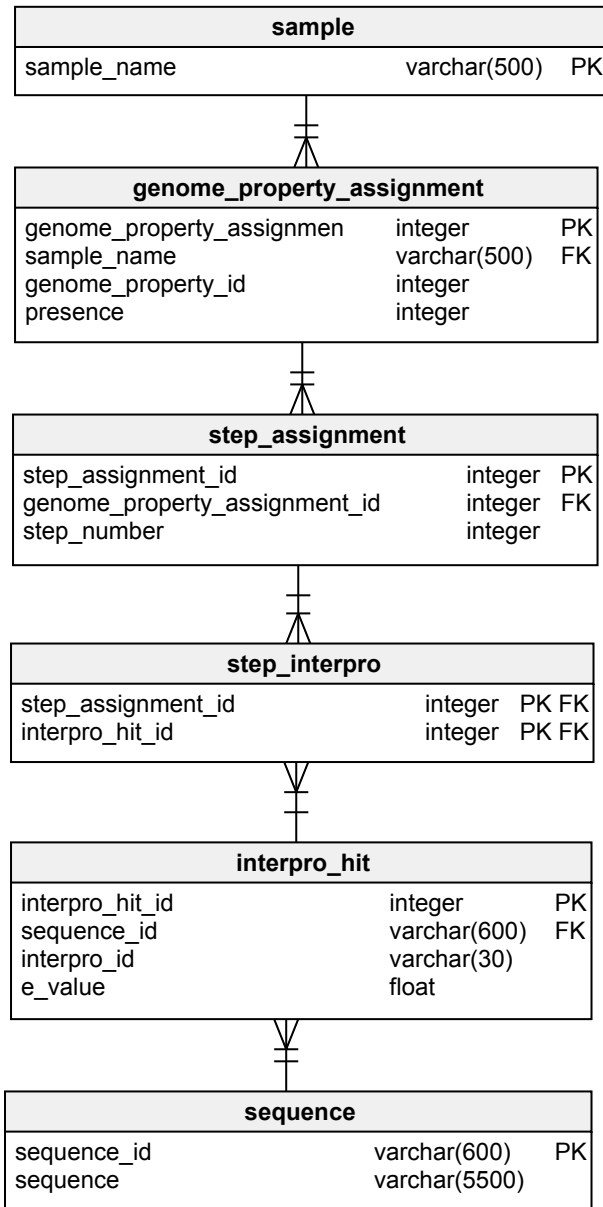 sample
sample_name varchar(500) PK
genome_property_assignment
genome_property_assignmen integer PK
sample_name varchar(500) FK
genome_property_id integer
presence integer
step_assignment
step_assignment_id integer PK
genome_property_assignment_id integer FK
step_number integer
step_interpro
step_assignment_id integer PK FK
interpro_hit_id integer PK FK
interpro_hit
interpro_hit_id integer PK
sequence_id varchar(600) FK
interpro_id varchar(30)
e_value float
sequence
sequence_id varchar(600) PK
sequence varchar(5500)